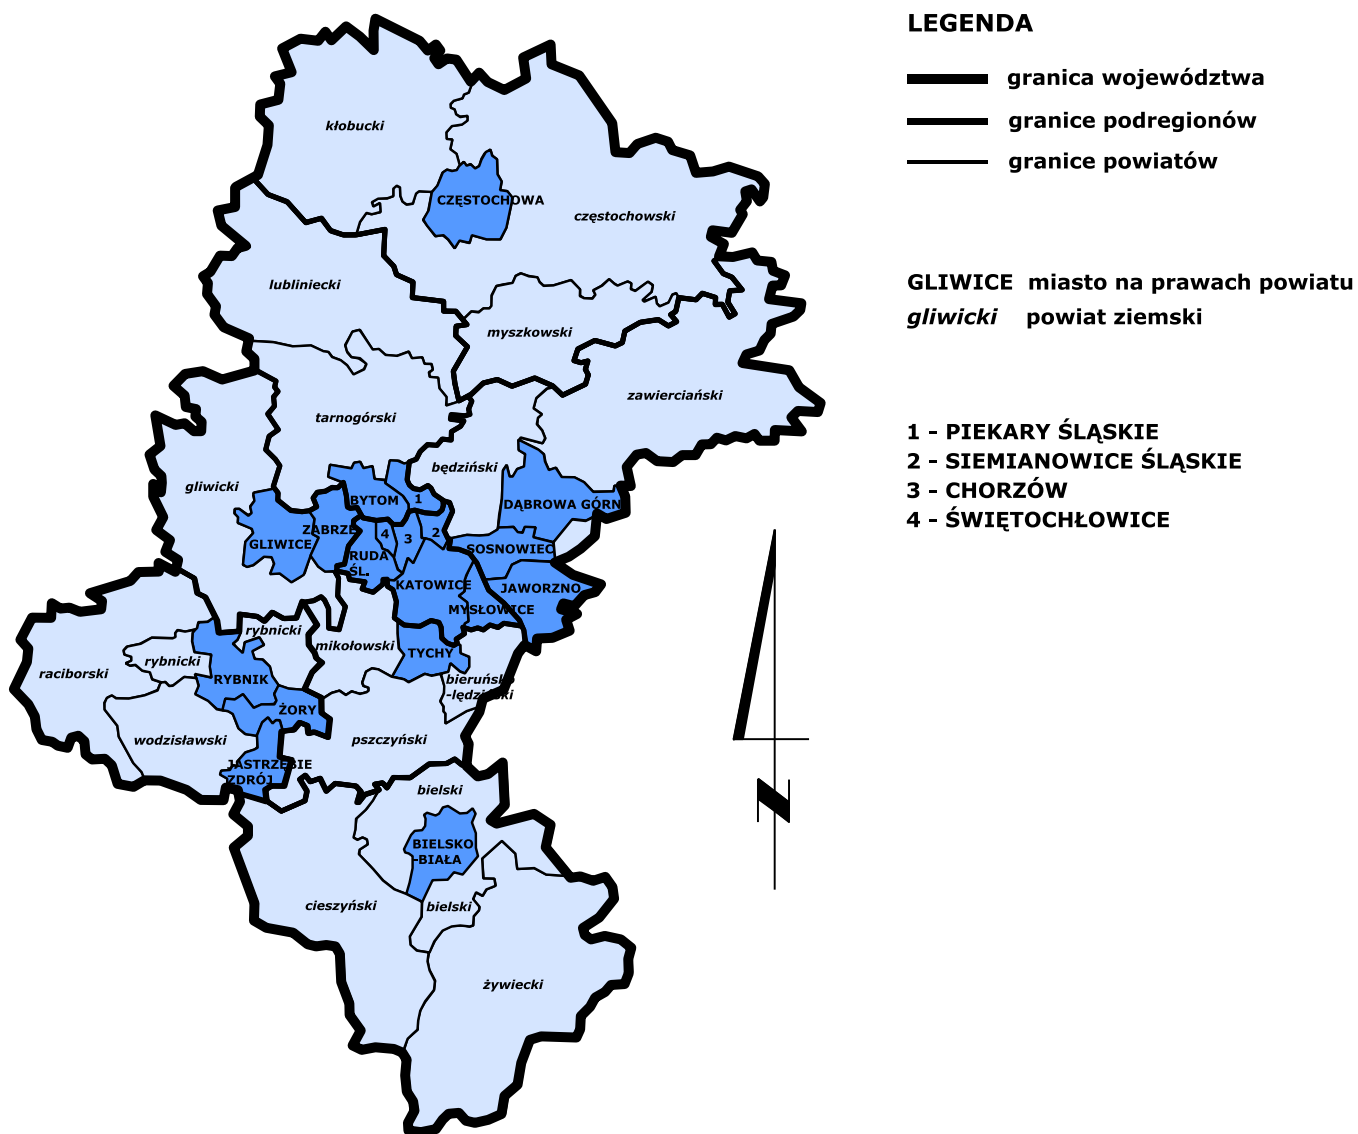 LEGENDA
granica województwa
granice podregionów
granice powiatów
GLIWICE miasto na prawach powiatu
gliwicki powiat ziemski
1 - PIEKARY ŚLĄSKIE
2 - SIEMIANOWICE ŚLĄSKIE
3 - CHORZÓW
4 - ŚWIĘTOCHŁOWICE
kłobucki
CZĘSTOCHOWA
częstochowski
lubliniecki
myszkowski
zawierciański
tarnogórski
będziński
gliwicki
BYTOM
1
DĄBROWA GÓRN
ZABRZE
GLIWICE
4
3
2
SOSNOWIEC
RUDA
ŚL.
KATOWICE
JAWORZNO
MYSŁOWICE
rybnicki
mikołowski
TYCHY
rybnicki
raciborski
RYBNIK
bieruńsko
-lędziński
ŻORY
wodzisławski
pszczyński
JASTRZĘBIE
ZDRÓJ
bielski
BIELSKO
-BIAŁA
cieszyński
bielski
żywiecki
N